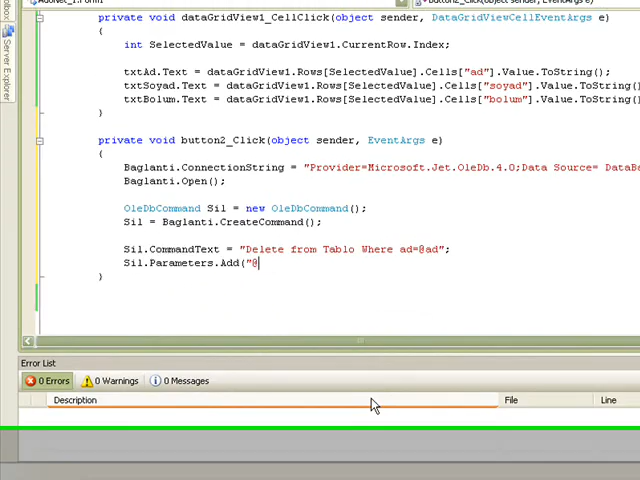 private void dataGridView1_CellClick(object sender, DataGridViewCellEventArgs e)
{
int SelectedValue = dataGridView1.CurrentRow.Index;
txtAd.Text = dataGridView1.Rows[SelectedValue].Cells["ad"].Value.ToString();
txtSoyad.Text = dataGridView1.Rows[SelectedValue].Cells["soyad"].Value.ToString()
txtBolum.Text = dataGridView1.Rows[SelectedValue].Cells["bolum"].Value.ToString()
}
private void button2_Click(object sender, EventArgs e)
{
Baglanti.ConnectionString = "Provider=Microsoft.Jet.OleDb.4.0;Data Source= DataBa
Baglanti.Open();
OleDbCommand Sil = new OleDbCommand();
Sil = Baglanti.CreateCommand();
Sil.CommandText = "Delete from Tablo Where ad=@ad";
Sil.Parameters.Add("@
}
Server Explorer
Error List
0 Errors
0 Warnings
0 Messages
Description
File
Line